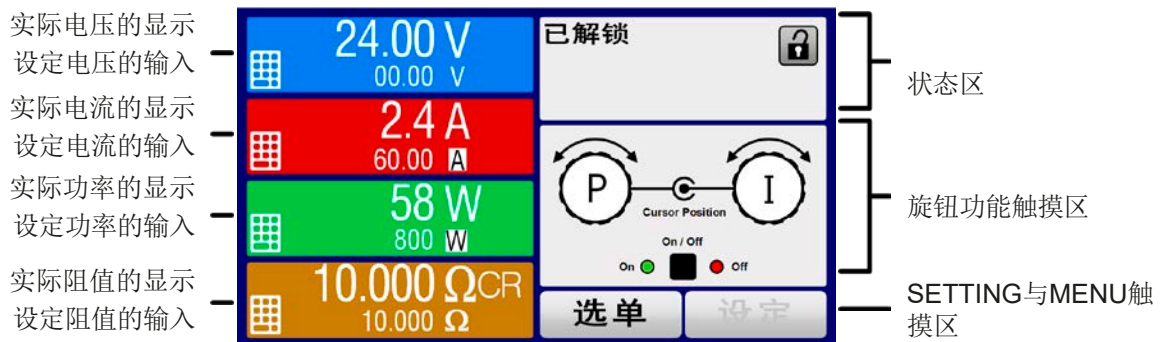 实际电压的显示
设定电压的输入
实际电流的显示
设定电流的输入
实际功率的显示
设定功率的输入
实际阻值的显示
设定阻值的输入
24.00 V
00.00 V
2.4 A
60.00 A
58 W
800 W
10.000 ΩCR
10.000 Ω
已解锁
P
I
Cursor Position
On / Off
On
Off
选单
设定
状态区
旋钮功能触摸区
SETTING与MENU触
摸区